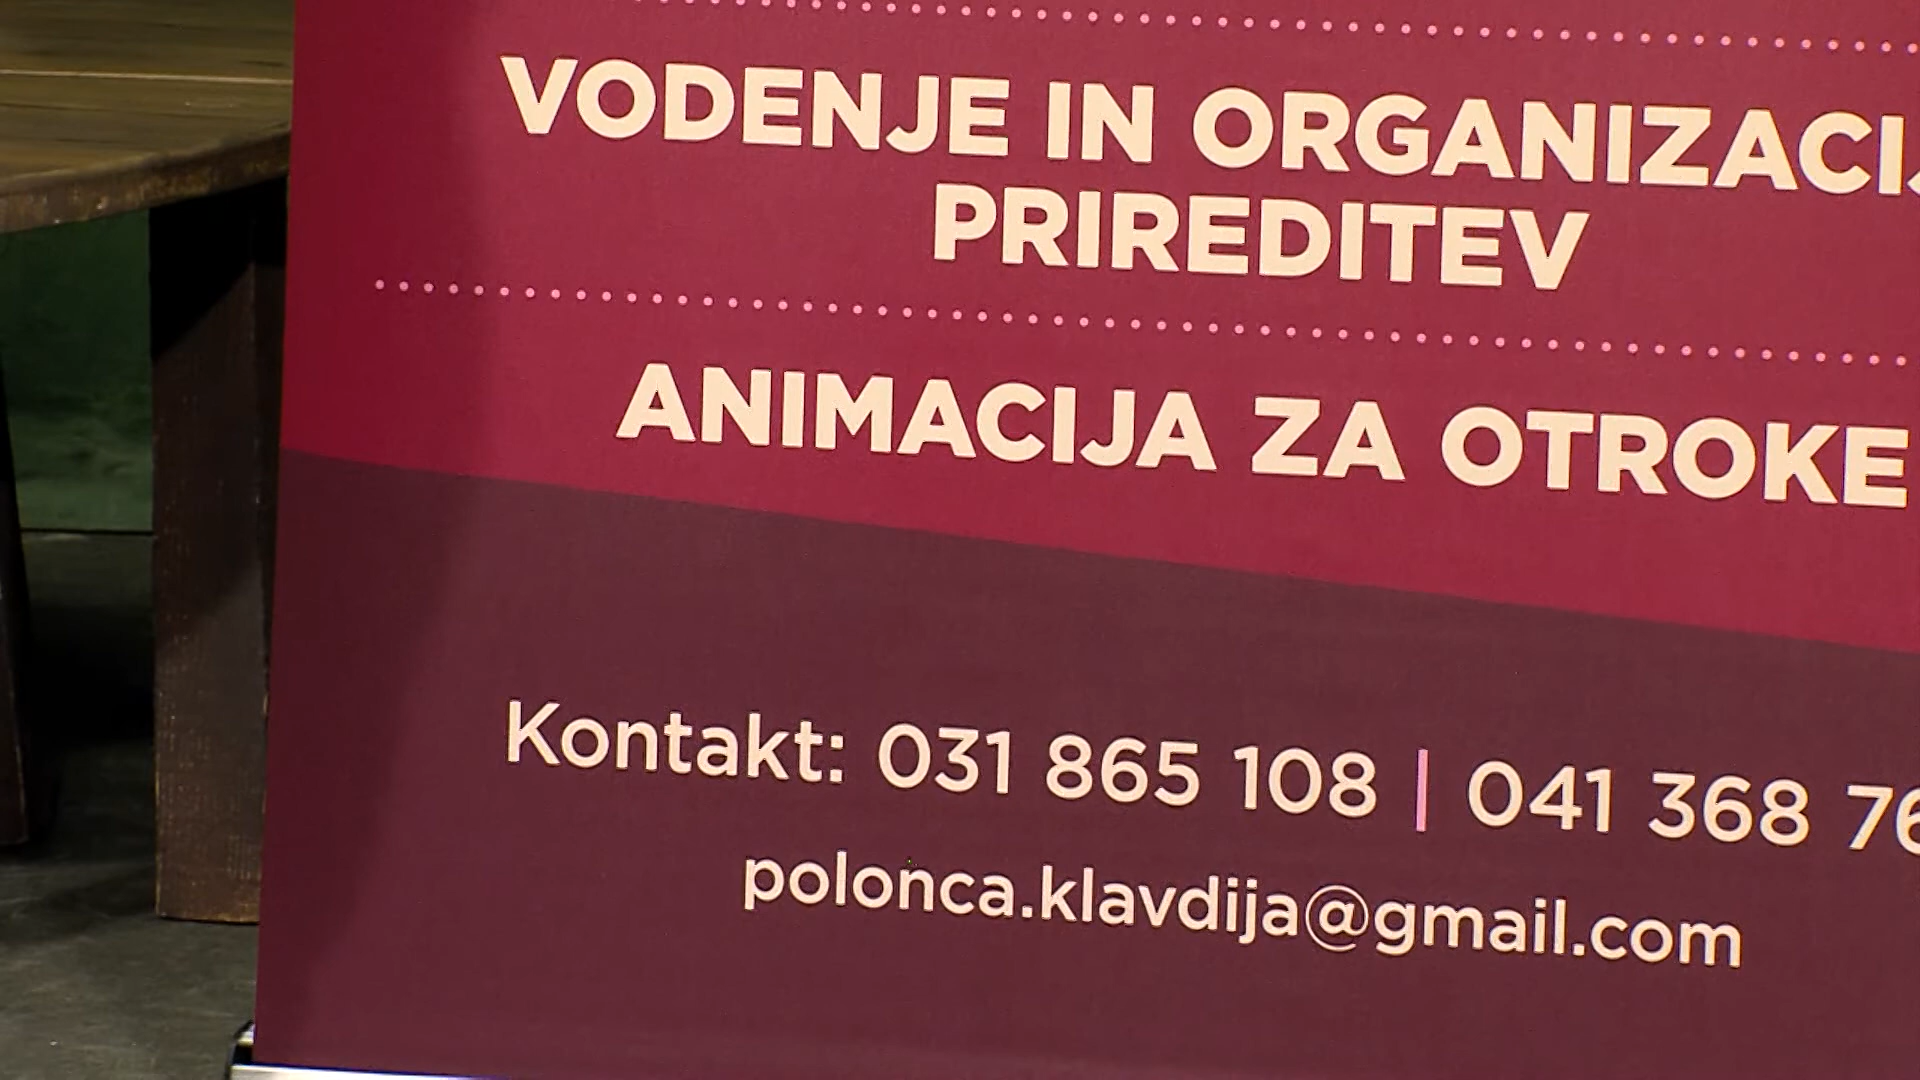 VODENJE IN ORGANIZACIJ
PRIREDITEV
ANIMACIJA ZA OTROKE
Kontakt: 031 865 108 | 041 368 76
polonca.klavdija@gmail.com